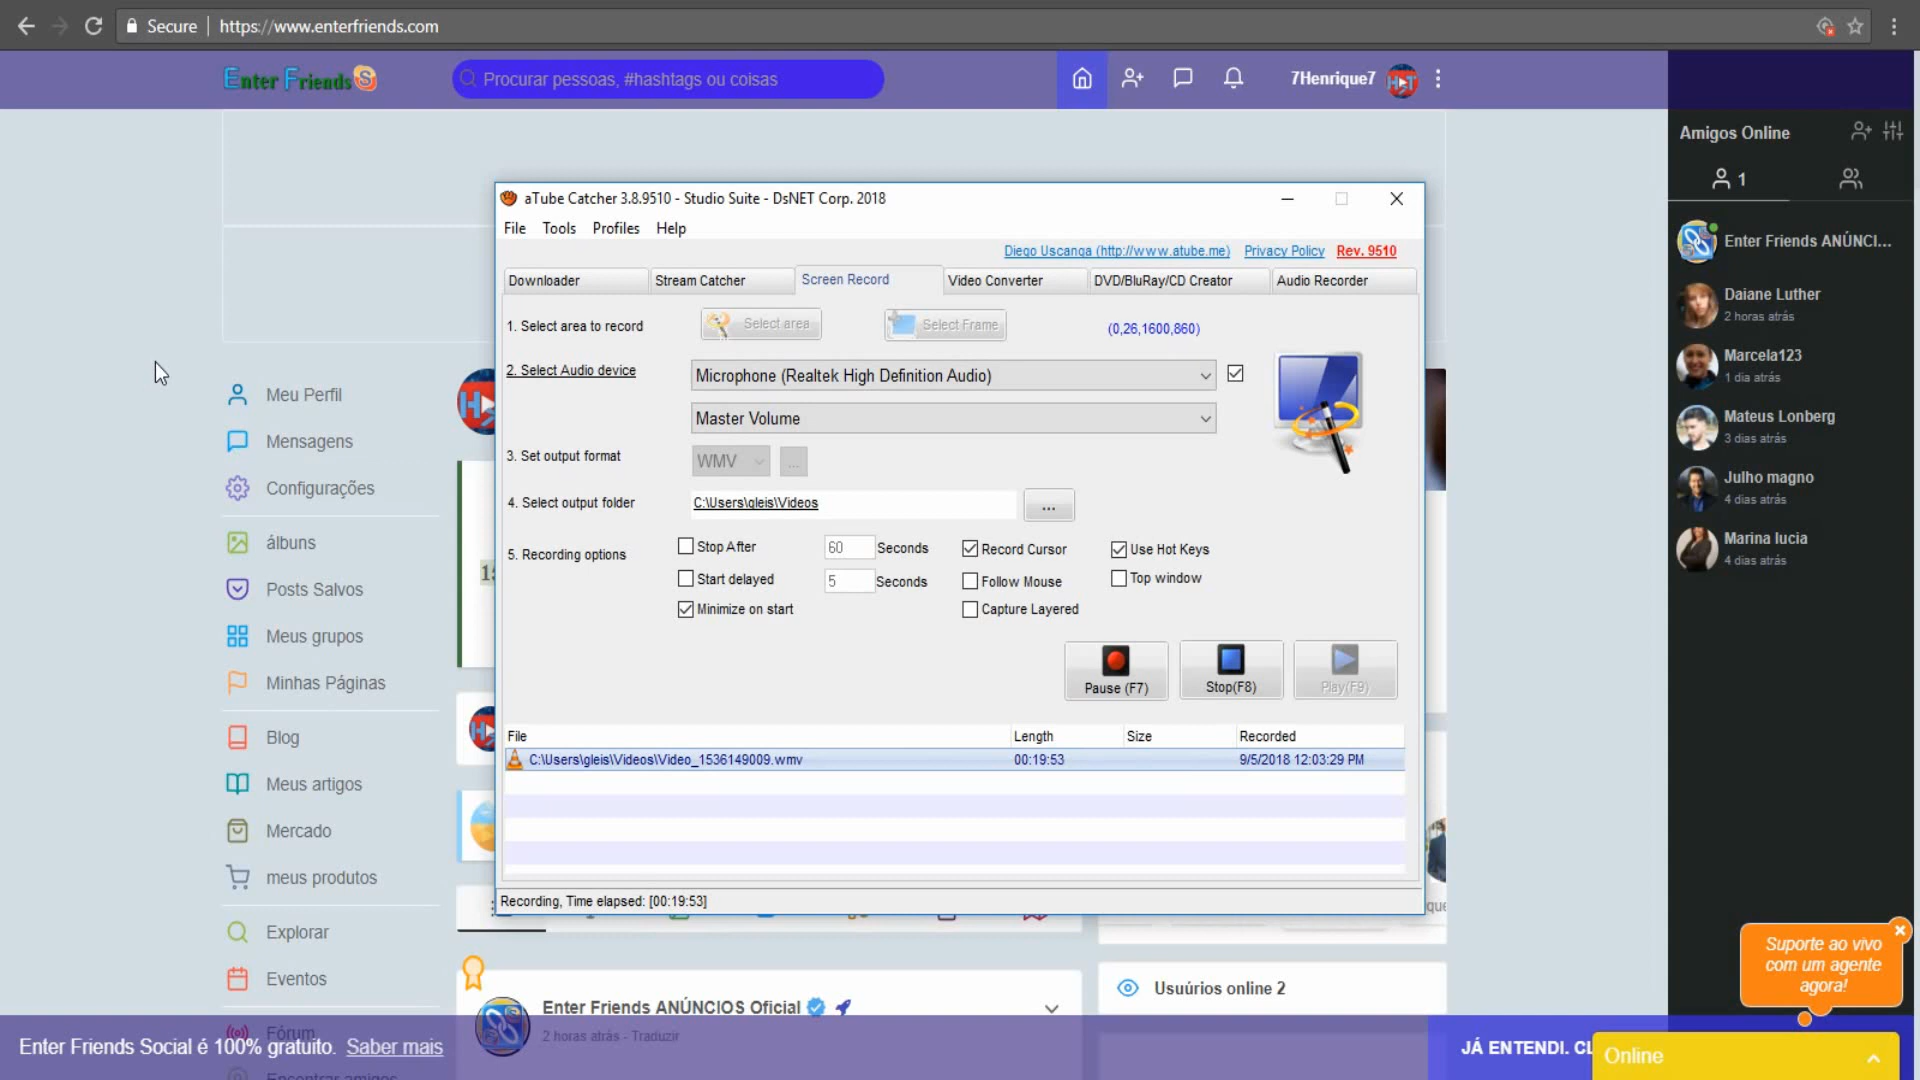 Secure
https://www.enterfriends.com
Enter Friends
Procurar pessoas, #hashtags ou coisas
7Henrique7
Amigos Online
1
Enter Friends ANÚNCI...
Daiane Luther
2 horas atrás
Marcela123
1 dia atrás
Mateus Lonberg
3 dias atrás
Julho magno
4 dias atrás
Marina lucia
4 dias atrás
Meu Perfil
Mensagens
Configurações
álbuns
Posts Salvos
Meus grupos
Minhas Páginas
Blog
Meus artigos
Mercado
meus produtos
Explorar
Eventos
Fórum
Encontrar amigos
aTube Catcher 3.8.9510 - Studio Suite - DsNET Corp. 2018
File Tools Profiles Help
Diego Uscanga (http://www.atube.me) Privacy Policy Rev. 9510
Downloader Stream Catcher Screen Record Video Converter DVD/BluRay/CD Creator Audio Recorder
1. Select area to record Select area Select Frame (0,26,1600,860)
2. Select Audio device Microphone (Realtek High Definition Audio)
Master Volume
3. Set output format WMV ...
4. Select output folder C:\Users\gleis\Videos ...
5. Recording options
Stop After 60 Seconds Record Cursor Use Hot Keys
Start delayed 5 Seconds Follow Mouse Top window
Minimize on start Capture Layered
Pause (F7) Stop(F8) Play(F9)
File Length Size Recorded
C:\Users\gleis\Videos\Video_1536149009.wmv 00:19:53 9/5/2018 12:03:29 PM
Recording, Time elapsed: [00:19:53]
Enter Friends ANÚNCIOS Oficial
2 horas atrás - Traduzir
Usuúrios online 2
Suporte ao vivo
com um agente
agora!
Enter Friends Social é 100% gratuito. Saber mais
JÁ ENTENDI. CL
Online